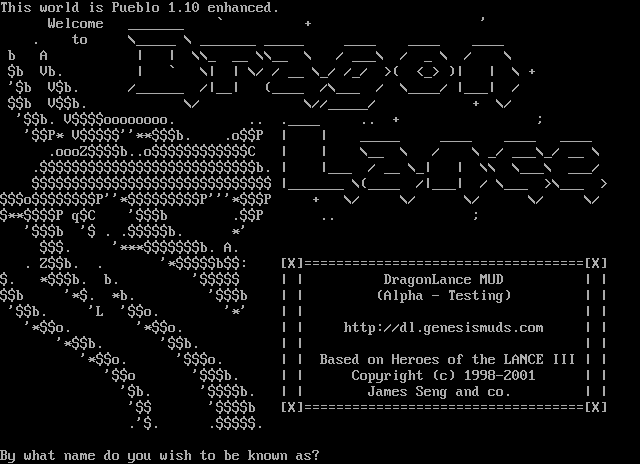 This world is Pueblo 1.10 enhanced.
Welcome
to
Dragon
Lance
DragonLance MUD
(Alpha - Testing)
http://dl.genesismuds.com
Based on Heroes of the LANCE III
Copyright (c) 1998-2001
James Seng and co.
By what name do you wish to be known as?